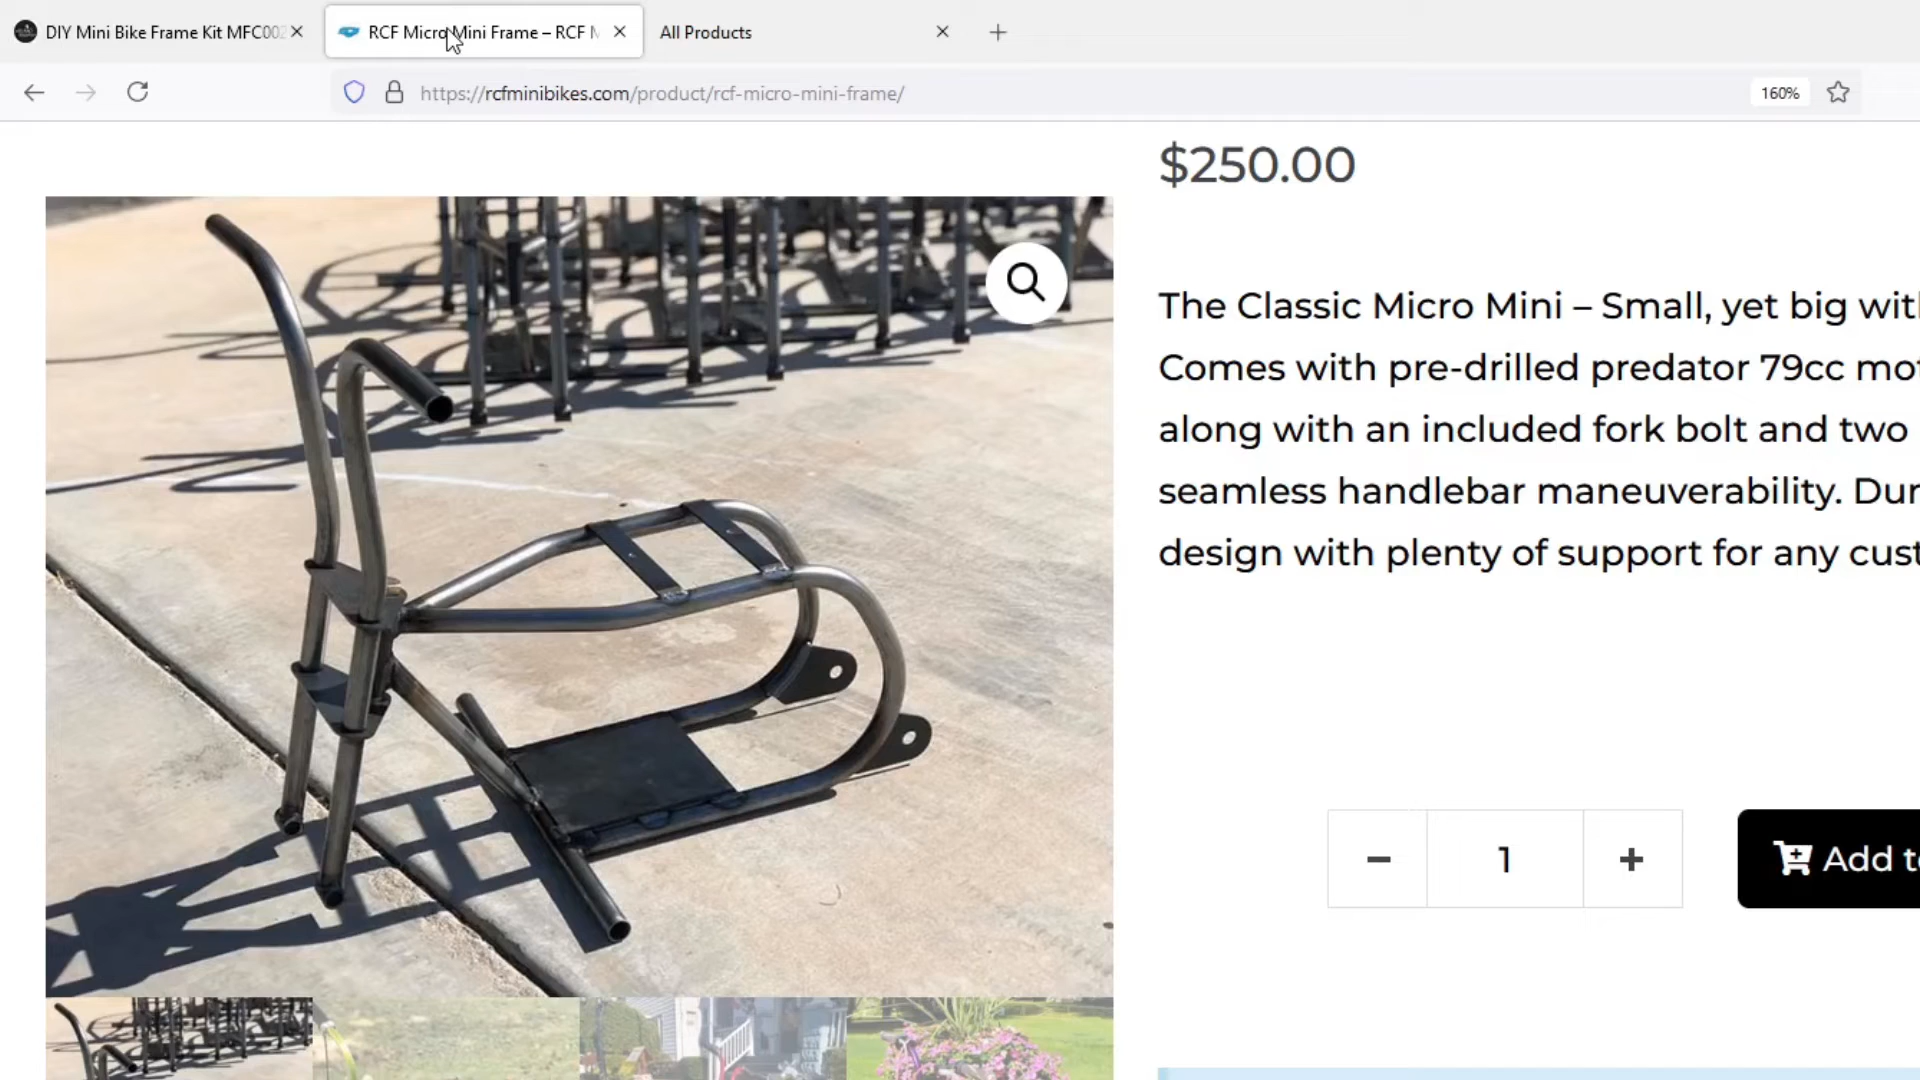 DIY Mini Bike Frame Kit MFC002
RCF Micro Mini Frame – RCF M
All Products
https://rcfminibikes.com/product/rcf-micro-mini-frame/
160%
$250.00
The Classic Micro Mini – Small, yet big wit
Comes with pre-drilled predator 79cc mo
along with an included fork bolt and two
seamless handlebar maneuverability. Dur
design with plenty of support for any cust
1
Add t